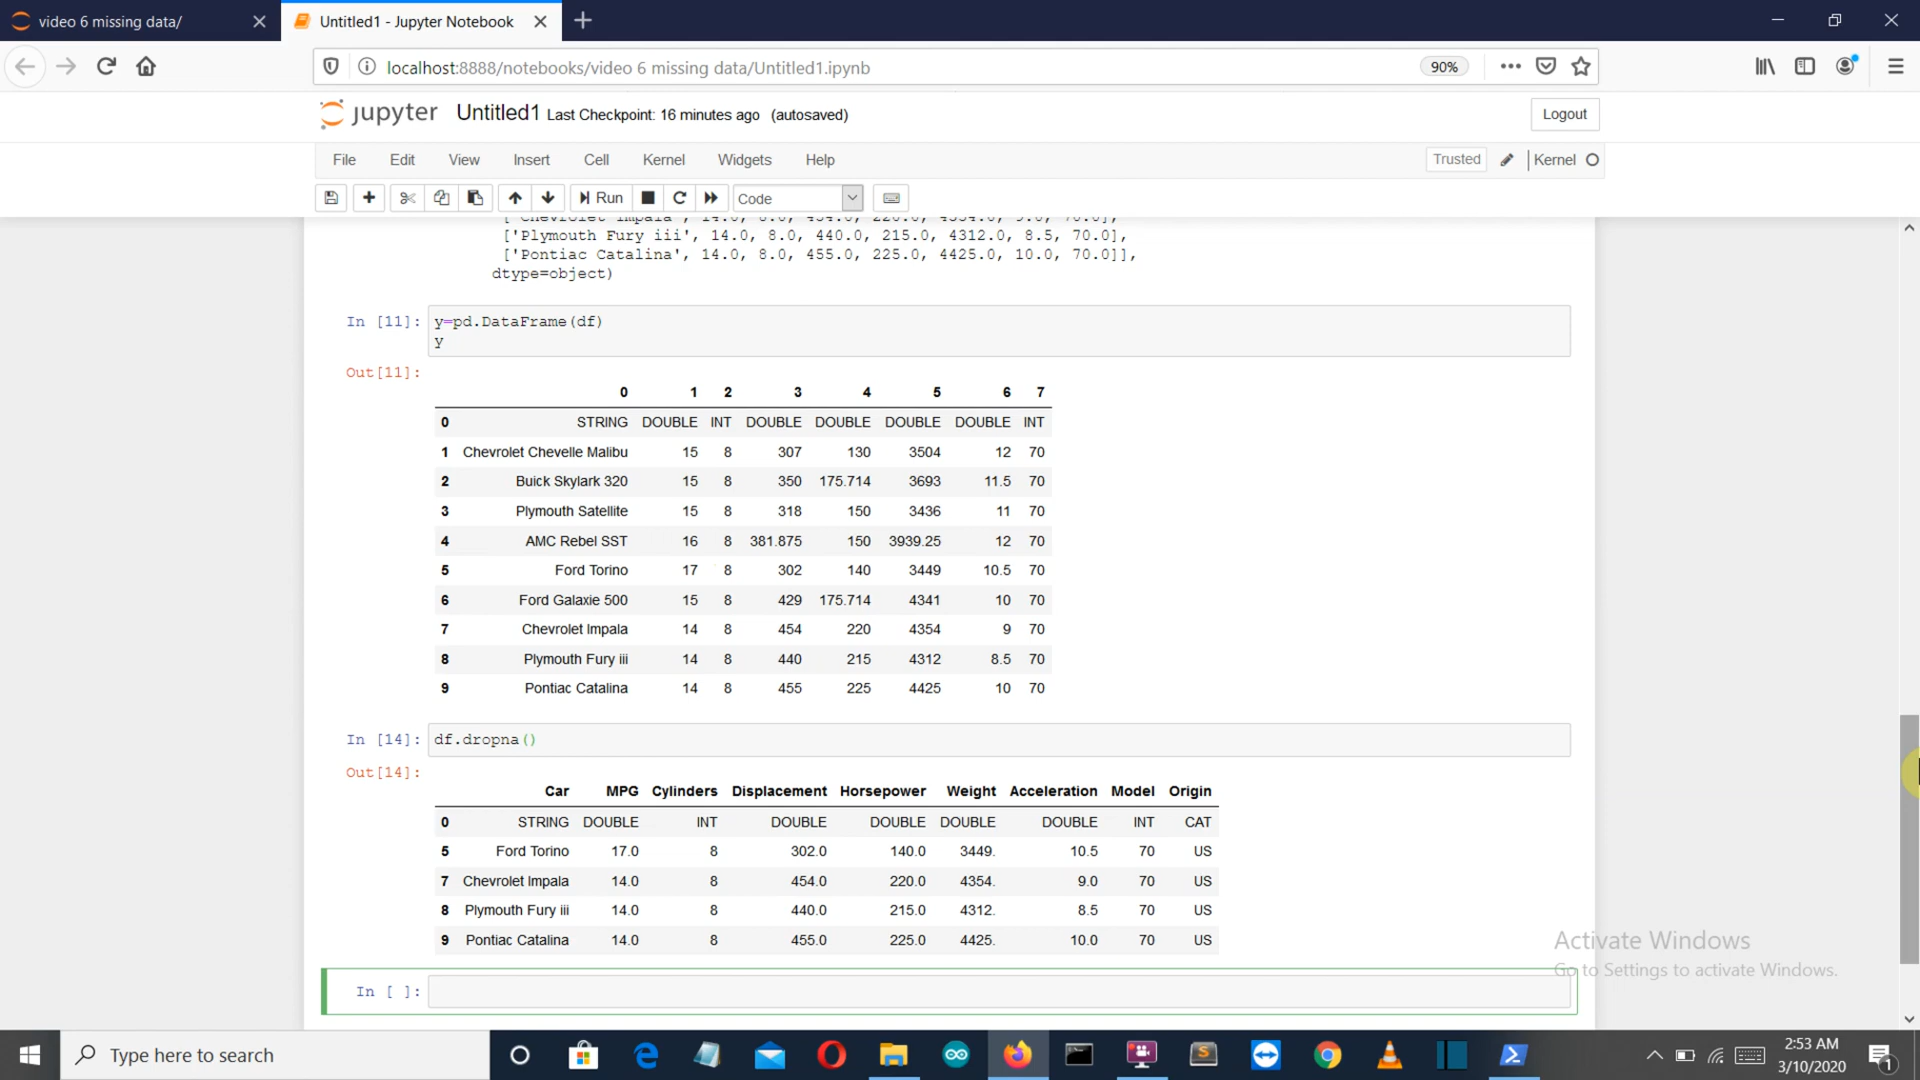 video 6 missing data/
Untitled1 - Jupyter Notebook
localhost:8888/notebooks/video 6 missing data/Untitled1.ipynb
90%
jupyter Untitled1 Last Checkpoint: 16 minutes ago (autosaved)
Logout
File Edit View Insert Cell Kernel Widgets Help
Trusted Kernel
Run Code
['Plymouth Fury iii', 14.0, 8.0, 440.0, 215.0, 4312.0, 8.5, 70.0],
['Pontiac Catalina', 14.0, 8.0, 455.0, 225.0, 4425.0, 10.0, 70.0]],
dtype=object)
In [11]: y=pd.DataFrame(df)
y
Out[11]:
0 1 2 3 4 5 6 7
0 STRING DOUBLE INT DOUBLE DOUBLE DOUBLE DOUBLE INT
1 Chevrolet Chevelle Malibu 15 8 307 130 3504 12 70
2 Buick Skylark 320 15 8 350 175.714 3693 11.5 70
3 Plymouth Satellite 15 8 318 150 3436 11 70
4 AMC Rebel SST 16 8 381.875 150 3939.25 12 70
5 Ford Torino 17 8 302 140 3449 10.5 70
6 Ford Galaxie 500 15 8 429 175.714 4341 10 70
7 Chevrolet Impala 14 8 454 220 4354 9 70
8 Plymouth Fury iii 14 8 440 215 4312 8.5 70
9 Pontiac Catalina 14 8 455 225 4425 10 70
In [14]: df.dropna()
Out[14]:
Car MPG Cylinders Displacement Horsepower Weight Acceleration Model Origin
0 STRING DOUBLE INT DOUBLE DOUBLE DOUBLE DOUBLE INT CAT
5 Ford Torino 17.0 8 302.0 140.0 3449. 10.5 70 US
7 Chevrolet Impala 14.0 8 454.0 220.0 4354. 9.0 70 US
8 Plymouth Fury iii 14.0 8 440.0 215.0 4312. 8.5 70 US
9 Pontiac Catalina 14.0 8 455.0 225.0 4425. 10.0 70 US
In [ ]:
Activate Windows
Go to Settings to activate Windows.
Type here to search
2:53 AM
3/10/2020
1